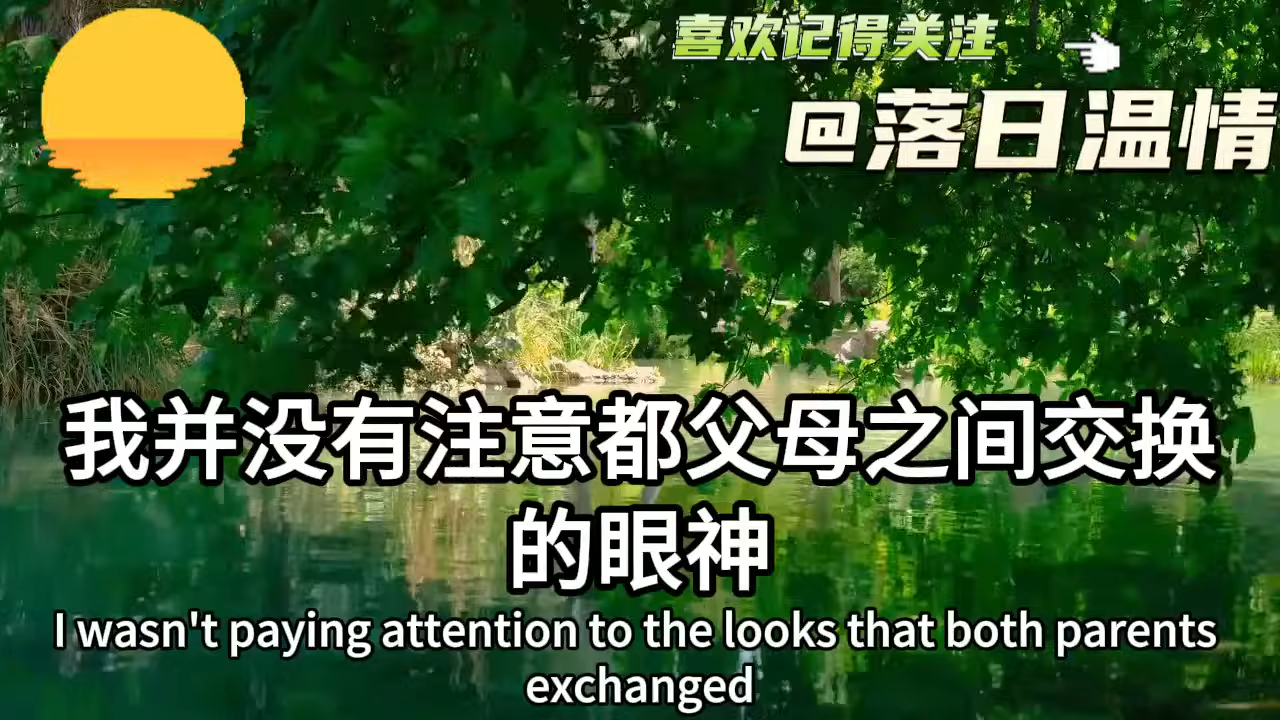 喜欢记得关注
@落日温情
我并没有注意都父母之间交换
的眼神
I wasn't paying attention to the looks that both parents
exchanged